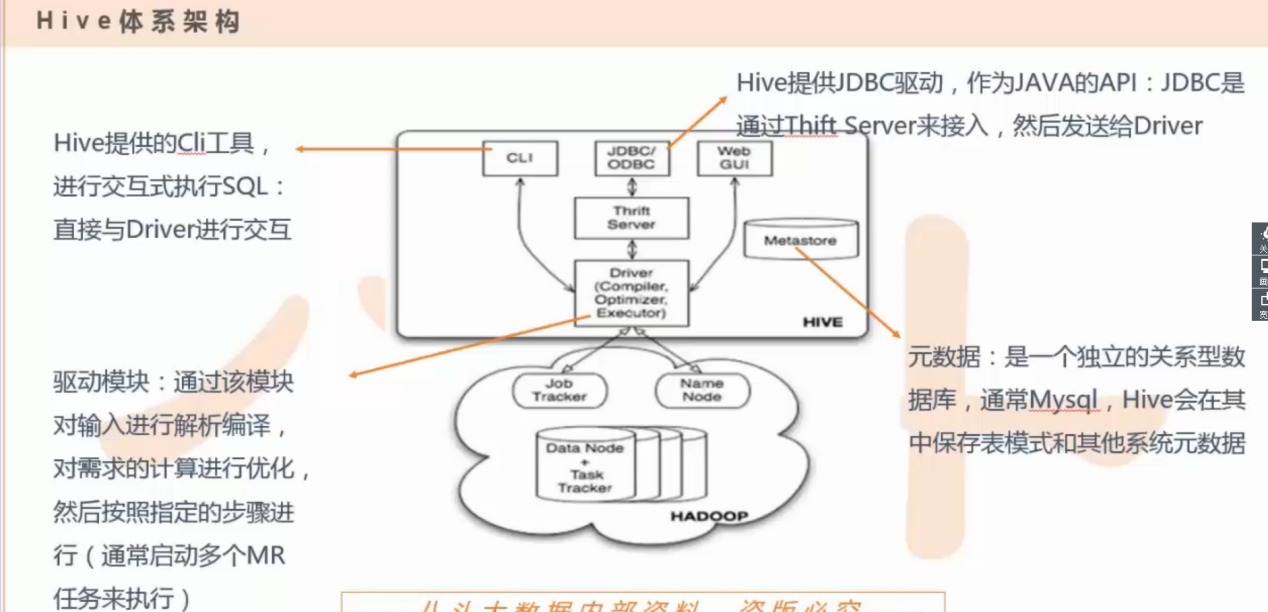 Hive体系架构
Hive提供JDBC驱动，作为JAVA的API：JDBC是
通过Thift Server来接入，然后发送给Driver
Hive提供的Cli工具，
进行交互式执行SQL：
直接与Driver进行交互
CLI
JDBC/
ODBC
Web
GUI
Thrift
Server
Metastore
Driver
(Compiler,
Optimizer,
Executor)
HIVE
元数据：是一个独立的关系型数
据库，通常Mysql，Hive会在其
中保存表模式和其他系统元数据
驱动模块：通过该模块
对输入进行解析编译，
对需求的计算进行优化，
然后按照指定的步骤进
行（通常启动多个MR
任务来执行）
Job
Tracker
Name
Node
Data Node
+
Task
Tracker
HADOOP